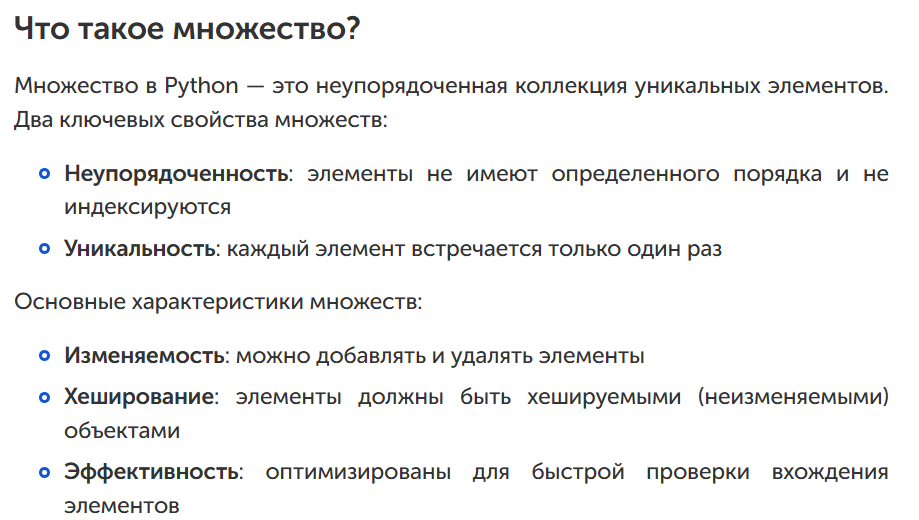 Что такое множество?
Множество в Python — это неупорядоченная коллекция уникальных элементов.
Два ключевых свойства множеств:
Неупорядоченность: элементы не имеют определенного порядка и не
индексируются
Уникальность: каждый элемент встречается только один раз
Основные характеристики множеств:
Изменяемость: можно добавлять и удалять элементы
Хеширование: элементы должны быть хешируемыми (неизменяемыми)
объектами
Эффективность: оптимизированы для быстрой проверки вхождения
элементов